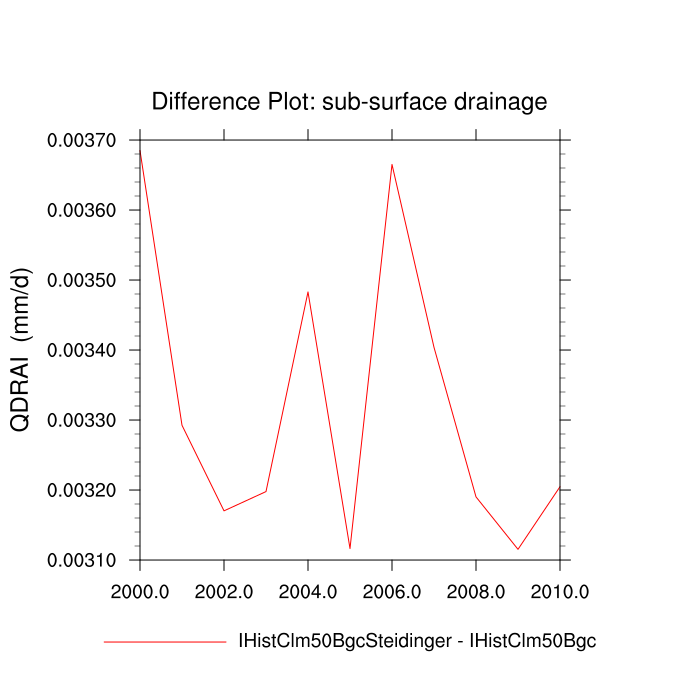 Difference Plot: sub-surface drainage
0.00370
0.00360
0.00350
0.00340
0.00330
0.00320
0.00310
QDRAI (mm/d)
2000.0 2002.0 2004.0 2006.0 2008.0 2010.0
IHistClm50BgcSteidinger - IHistClm50Bgc